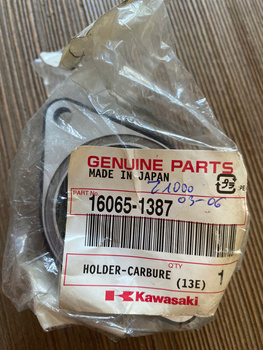 GENUINE PARTS
MADE IN JAPAN
Z1000
PART No.
16065-1387
03-06
QTY
HOLDER-CARBURE
1
(13E)
Kawasaki